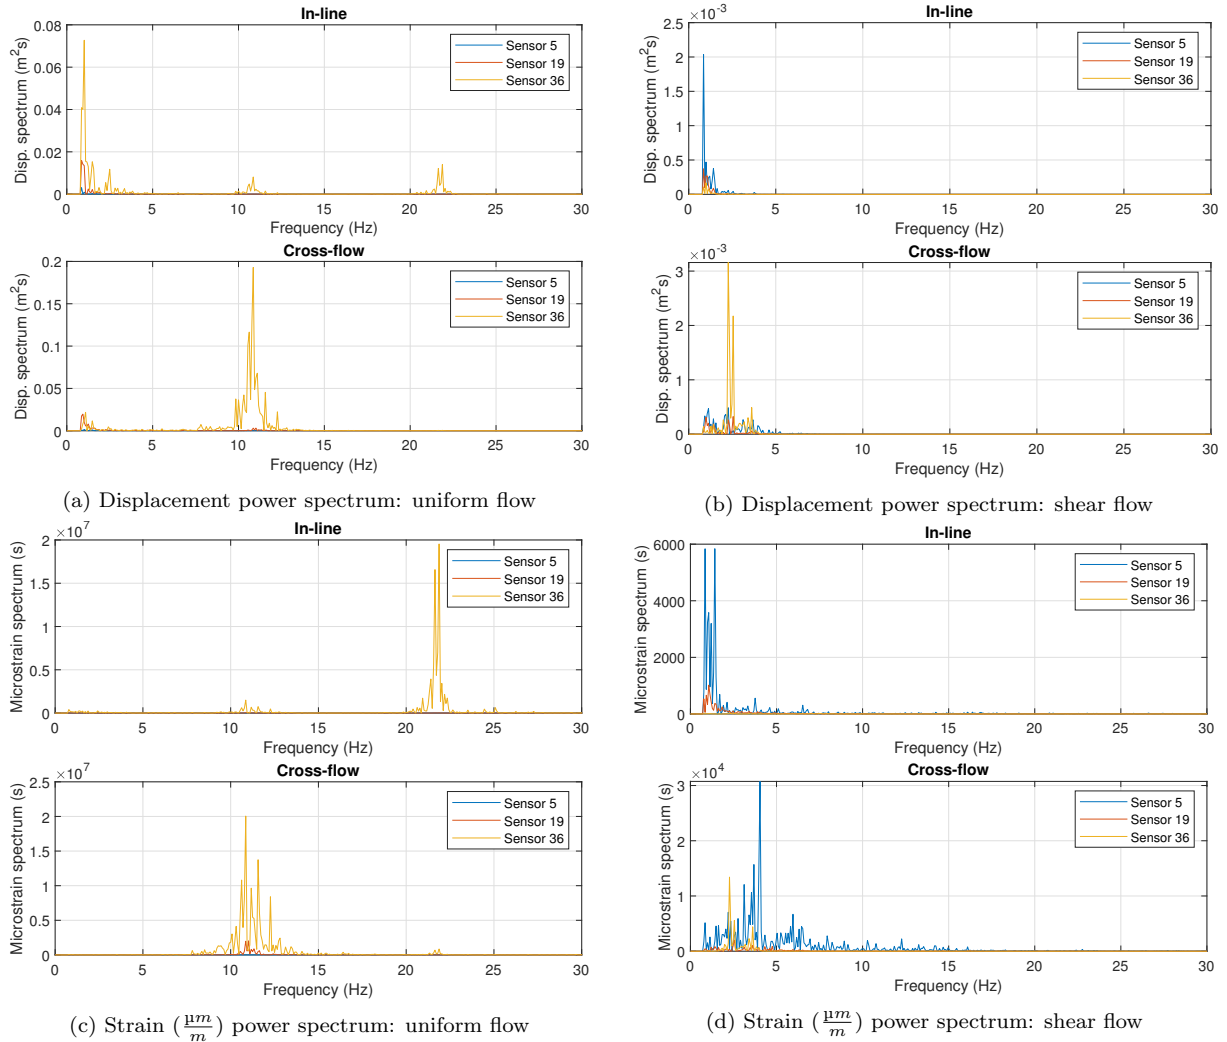 In-line
Disp. spectrum (m²s)
0.08
0.06
0.04
0.02
0
0 5 10 15 20 25 30
Frequency (Hz)
Sensor 5
Sensor 19
Sensor 36
Cross-flow
Disp. spectrum (m²s)
0.2
0.15
0.1
0.05
0
0 5 10 15 20 25 30
Frequency (Hz)
Sensor 5
Sensor 19
Sensor 36
(a) Displacement power spectrum: uniform flow
In-line
×10⁻³
Disp. spectrum (m²s)
2.5
2
1.5
1
0.5
0
0 5 10 15 20 25 30
Frequency (Hz)
Sensor 5
Sensor 19
Sensor 36
Cross-flow
×10⁻³
Disp. spectrum (m²s)
3
2
1
0
0 5 10 15 20 25 30
Frequency (Hz)
Sensor 5
Sensor 19
Sensor 36
(b) Displacement power spectrum: shear flow
In-line
×10⁷
Microstrain spectrum (s)
2
1.5
1
0.5
0
0 5 10 15 20 25 30
Frequency (Hz)
Sensor 5
Sensor 19
Sensor 36
Cross-flow
×10⁷
Microstrain spectrum (s)
2.5
2
1.5
1
0.5
0
0 5 10 15 20 25 30
Frequency (Hz)
Sensor 5
Sensor 19
Sensor 36
(c) Strain (µm/m) power spectrum: uniform flow
In-line
Microstrain spectrum (s)
6000
4000
2000
0
0 5 10 15 20 25 30
Frequency (Hz)
Sensor 5
Sensor 19
Sensor 36
Cross-flow
×10⁴
Microstrain spectrum (s)
3
2
1
0
0 5 10 15 20 25 30
Frequency (Hz)
Sensor 5
Sensor 19
Sensor 36
(d) Strain (µm/m) power spectrum: shear flow